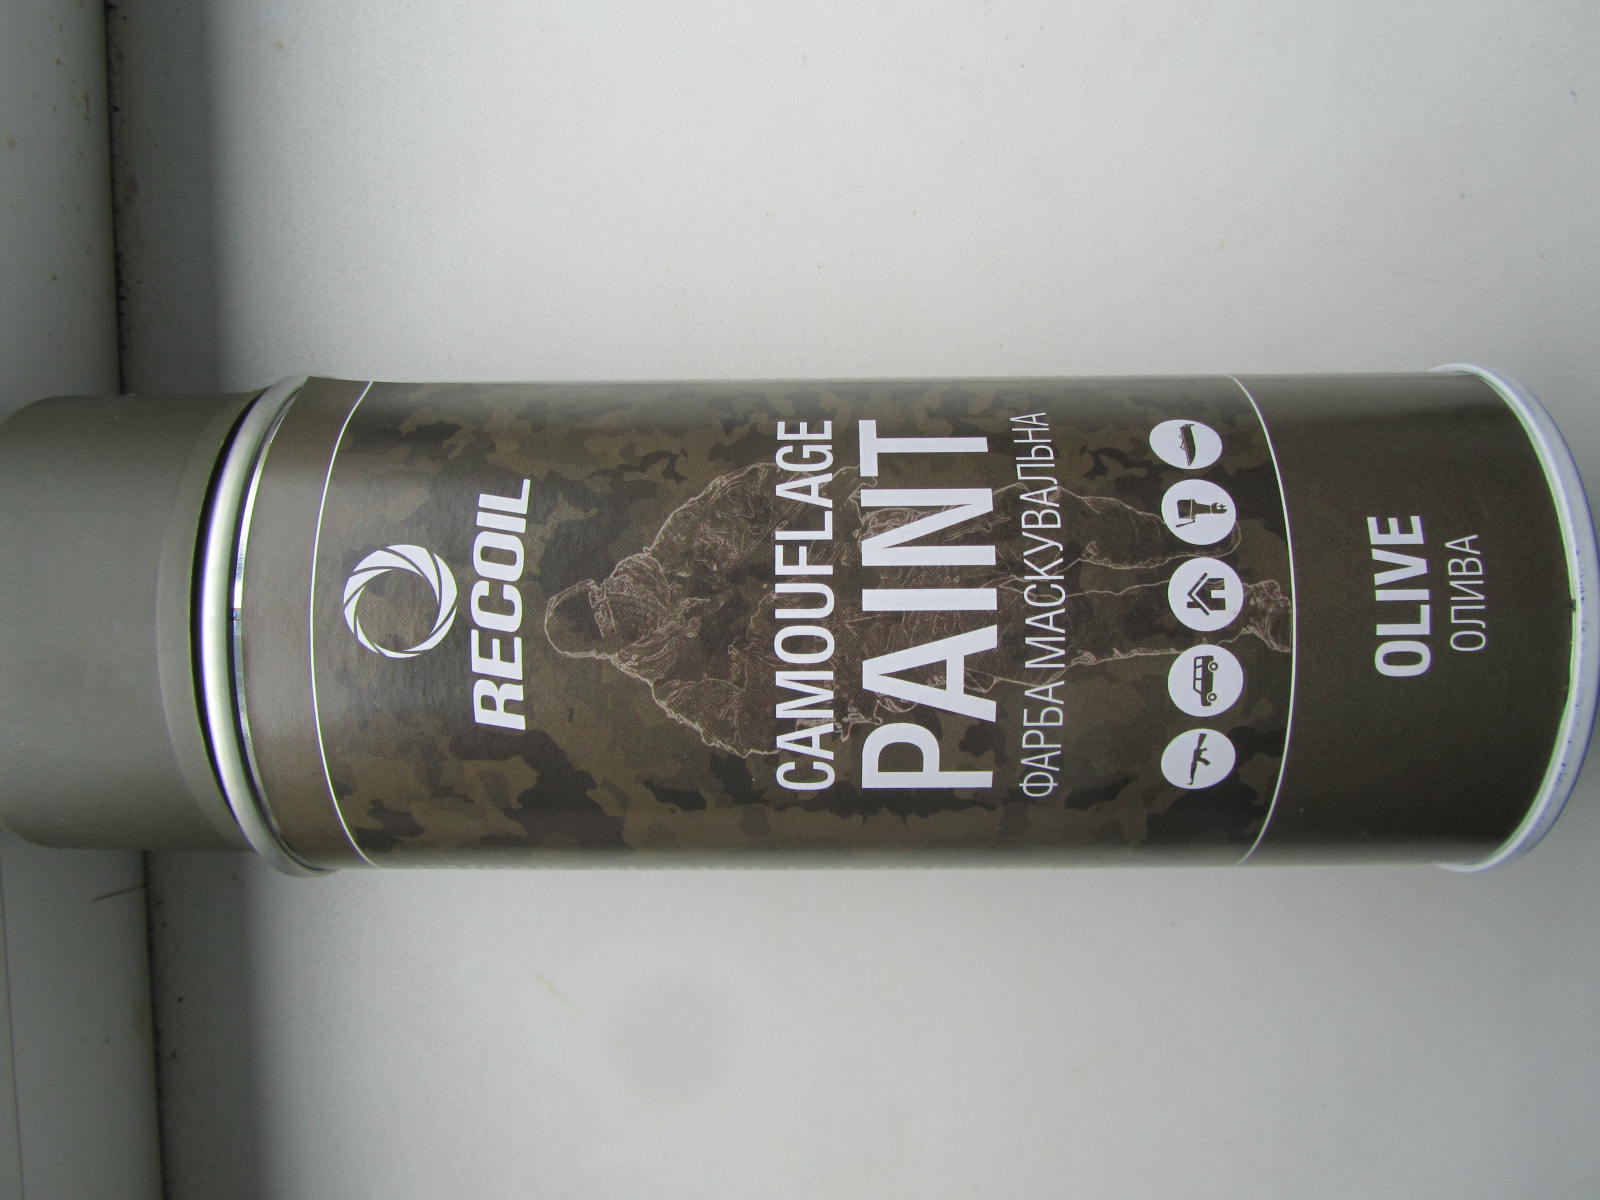 RECOIL
CAMOUFLAGE
PAINT
ФАРБА МАСКУВАЛЬНА
OLIVE
ОЛИВА